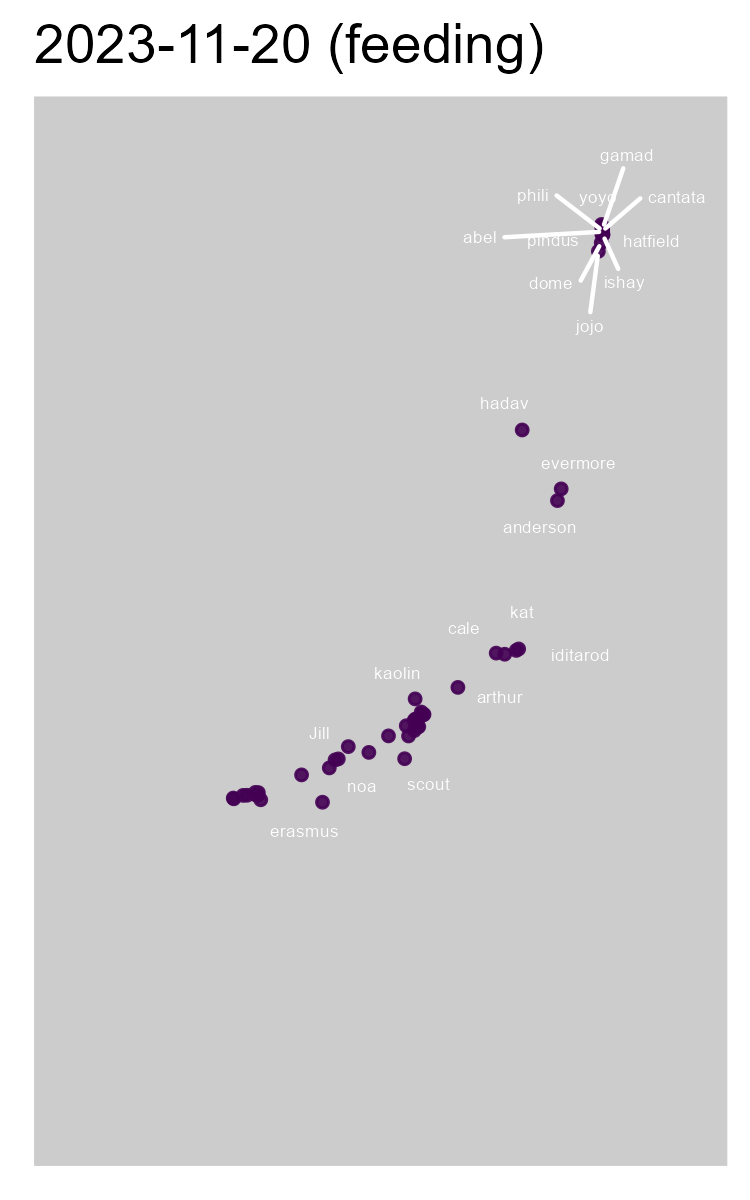 2023-11-20 (feeding)
gamad
phili
yoyo
cantata
abel
pindus
hatfield
dome
ishay
jojo
hadav
evermore
anderson
kat
cale
iditarod
kaolin
arthur
Jill
noa
scout
erasmus